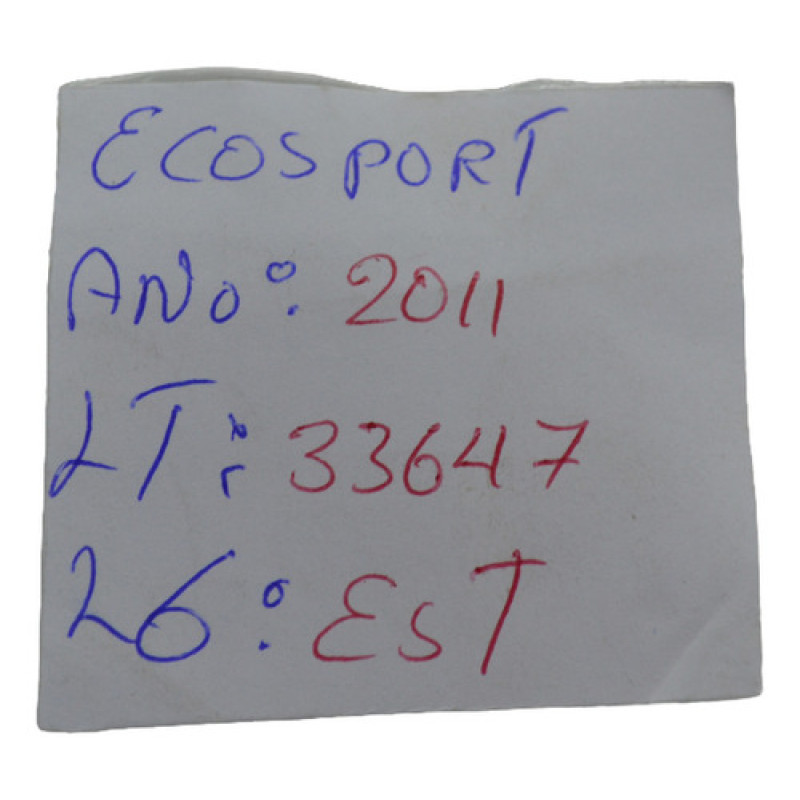 ECOSPORT
ANO: 2011
LT: 33647
LG: EST